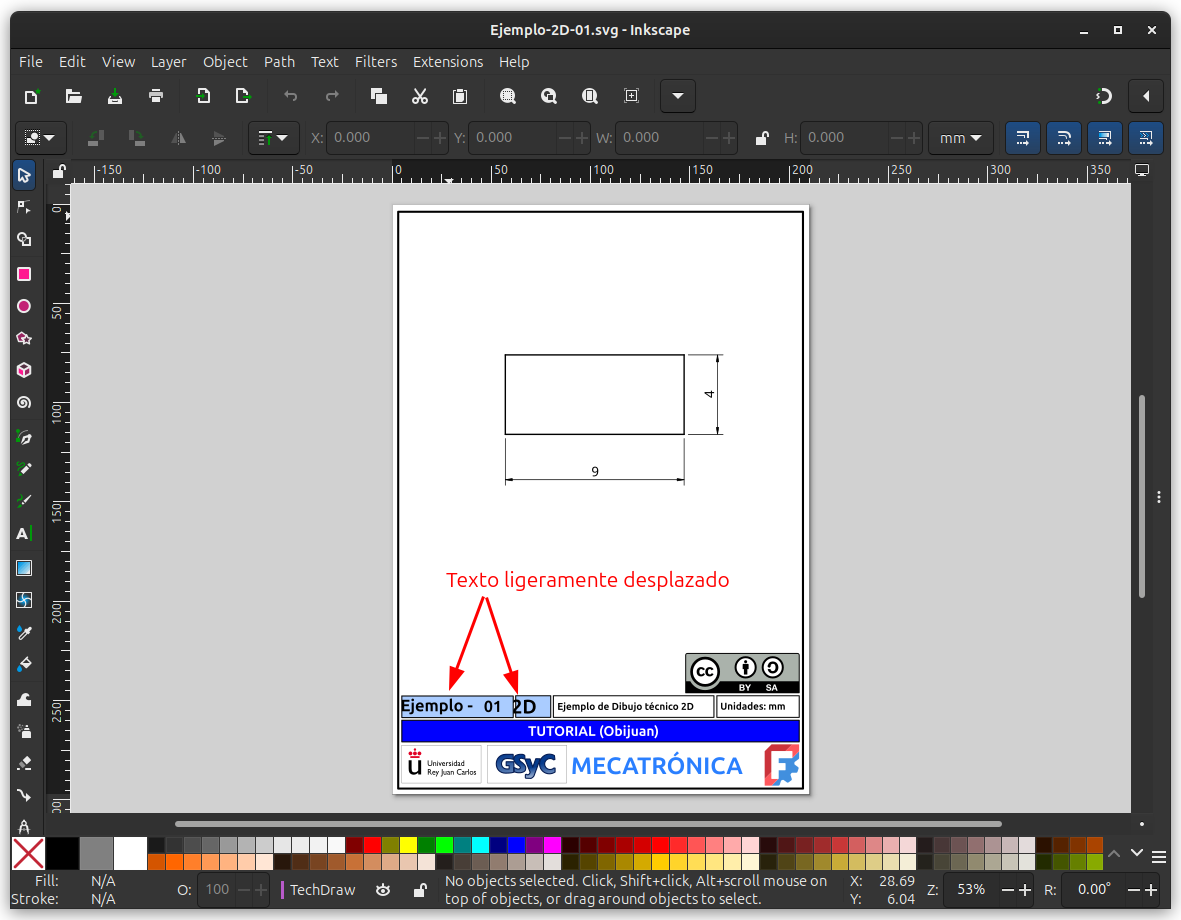 Ejemplo-2D-01.svg - Inkscape
File Edit View Layer Object Path Text Filters Extensions Help
X: 0.000 Y: 0.000 W: 0.000 H: 0.000 mm
-150 -100 -50 0 50 100 150 200 250 300 350
0
50
100
150
200
250
4
9
Texto ligeramente desplazado
cc BY SA
Ejemplo - 01 2D Ejemplo de Dibujo técnico 2D Unidades: mm
TUTORIAL (Obijuan)
u Universidad
Rey Juan Carlos
GSyC MECATRÓNICA
Fill: N/A
Stroke: N/A
O: 100
TechDraw
No objects selected. Click, Shift+click, Alt+scroll mouse on
top of objects, or drag around objects to select.
X: 28.69
Y: 6.04
Z: 53%
R: 0.00°